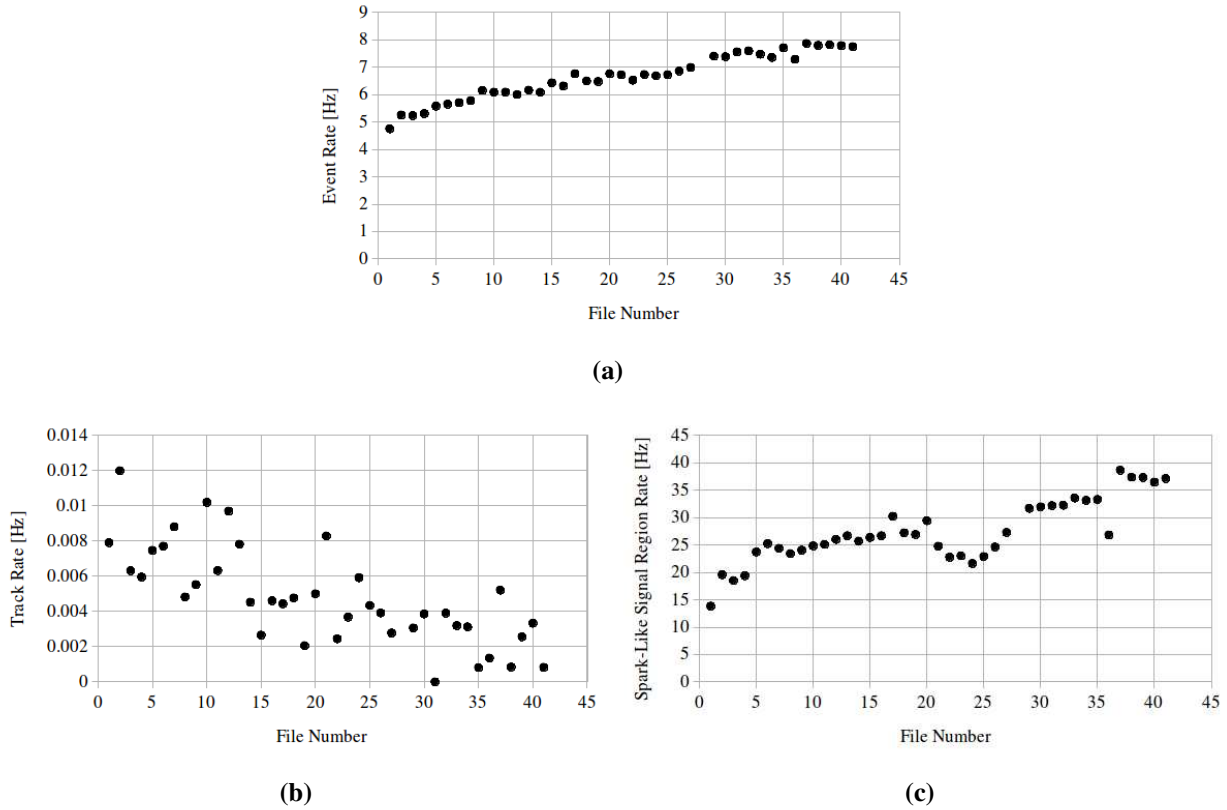 9
8
7
6
5
4
3
2
1
0
Event Rate [Hz]
0 5 10 15 20 25 30 35 40 45
File Number
(a)
0.014
0.012
0.01
0.008
0.006
0.004
0.002
0
Track Rate [Hz]
0 5 10 15 20 25 30 35 40 45
File Number
(b)
45
40
35
30
25
20
15
10
5
0
Spark-Like Signal Region Rate [Hz]
0 5 10 15 20 25 30 35 40 45
File Number
(c)